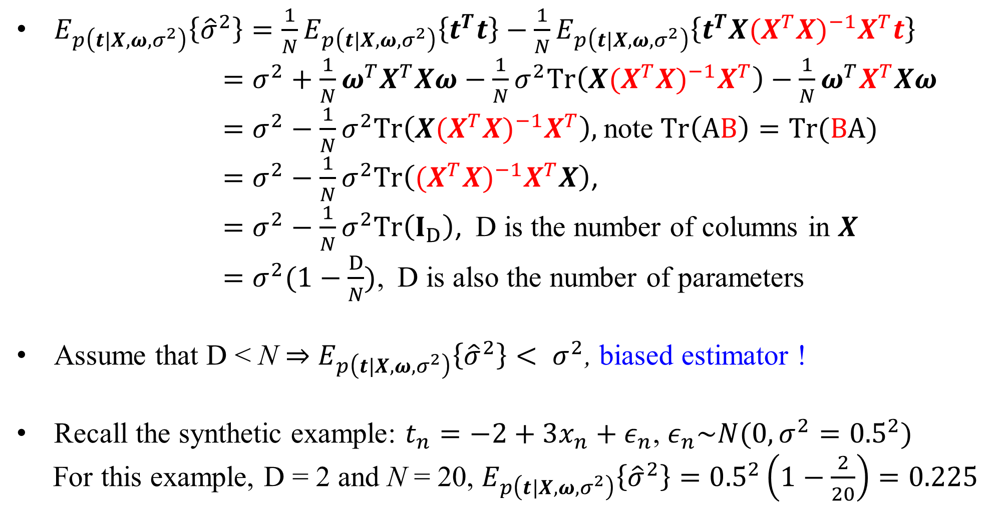 • $E_{p(\boldsymbol{t}|\boldsymbol{X},\boldsymbol{\omega},\sigma^2)}\{\hat{\sigma}^2\} = \frac{1}{N} E_{p(\boldsymbol{t}|\boldsymbol{X},\boldsymbol{\omega},\sigma^2)}\{\boldsymbol{t}^{\boldsymbol{T}}\boldsymbol{t}\} - \frac{1}{N} E_{p(\boldsymbol{t}|\boldsymbol{X},\boldsymbol{\omega},\sigma^2)}\{\boldsymbol{t}^{\boldsymbol{T}}\boldsymbol{X}(\boldsymbol{X}^T\boldsymbol{X})^{-1}\boldsymbol{X}^T\boldsymbol{t}\}$
$= \sigma^2 + \frac{1}{N}\boldsymbol{\omega}^T\boldsymbol{X}^T\boldsymbol{X}\boldsymbol{\omega} - \frac{1}{N}\sigma^2\mathrm{Tr}(\boldsymbol{X}(\boldsymbol{X}^T\boldsymbol{X})^{-1}\boldsymbol{X}^T) - \frac{1}{N}\boldsymbol{\omega}^T\boldsymbol{X}^T\boldsymbol{X}\boldsymbol{\omega}$
$= \sigma^2 - \frac{1}{N}\sigma^2\mathrm{Tr}(\boldsymbol{X}(\boldsymbol{X}^T\boldsymbol{X})^{-1}\boldsymbol{X}^T)$, note $\mathrm{Tr}(\mathrm{AB}) = \mathrm{Tr}(\mathrm{BA})$
$= \sigma^2 - \frac{1}{N}\sigma^2\mathrm{Tr}((\boldsymbol{X}^T\boldsymbol{X})^{-1}\boldsymbol{X}^T\boldsymbol{X})$,
$= \sigma^2 - \frac{1}{N}\sigma^2\mathrm{Tr}(\mathbf{I}_\mathrm{D})$, D is the number of columns in $\boldsymbol{X}$
$= \sigma^2(1 - \frac{\mathrm{D}}{N})$, D is also the number of parameters
• Assume that D < $N$ ⇒ $E_{p(\boldsymbol{t}|\boldsymbol{X},\boldsymbol{\omega},\sigma^2)}\{\hat{\sigma}^2\} < \sigma^2$, biased estimator !
• Recall the synthetic example: $t_n = -2 + 3x_n + \epsilon_n$, $\epsilon_n \sim N(0, \sigma^2 = 0.5^2)$
For this example, D = 2 and $N$ = 20, $E_{p(\boldsymbol{t}|\boldsymbol{X},\boldsymbol{\omega},\sigma^2)}\{\hat{\sigma}^2\} = 0.5^2\left(1 - \frac{2}{20}\right) = 0.225$